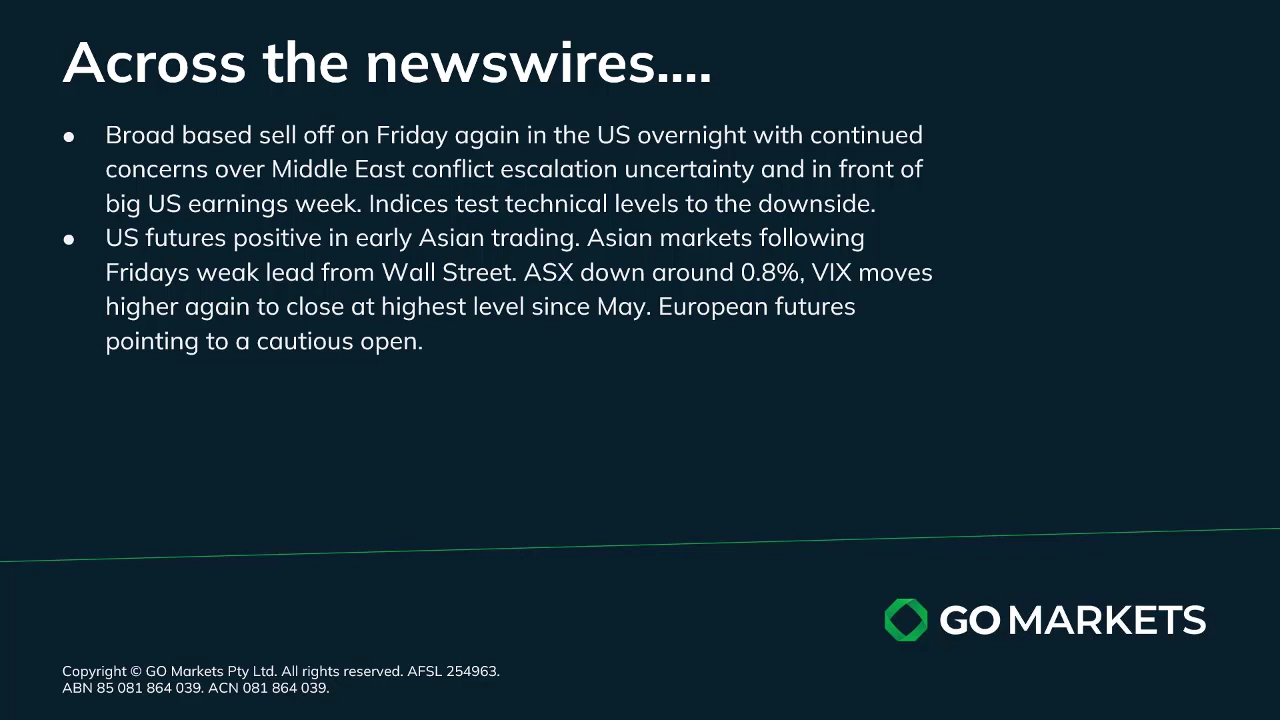 Across the newswires....
● Broad based sell off on Friday again in the US overnight with continued
concerns over Middle East conflict escalation uncertainty and in front of
big US earnings week. Indices test technical levels to the downside.
● US futures positive in early Asian trading. Asian markets following
Fridays weak lead from Wall Street. ASX down around 0.8%, VIX moves
higher again to close at highest level since May. European futures
pointing to a cautious open.
GO MARKETS
Copyright © GO Markets Pty Ltd. All rights reserved. AFSL 254963.
ABN 85 081 864 039. ACN 081 864 039.